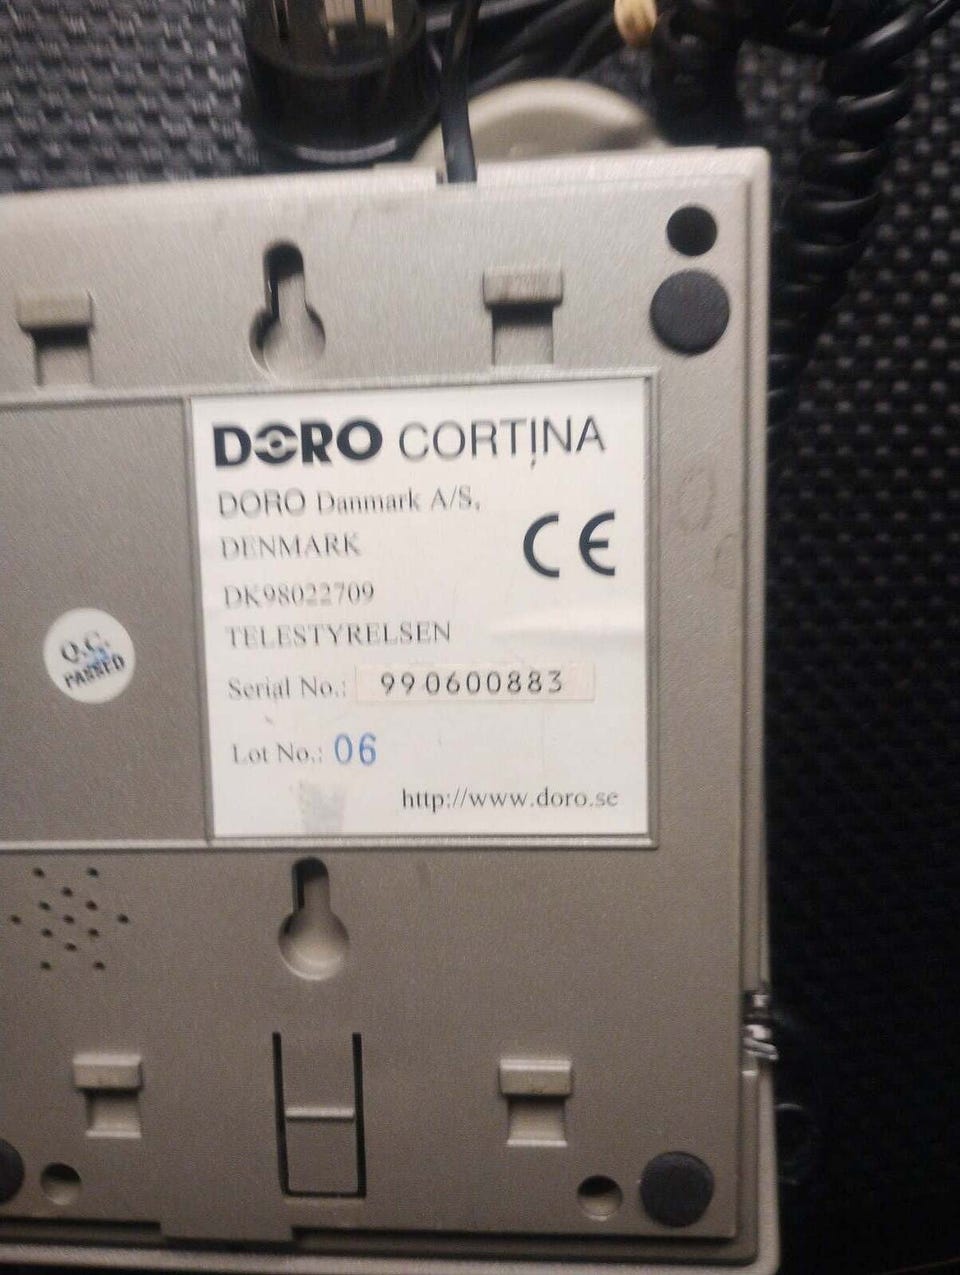 DORO CORTINA
DORO Danmark A/S,
DENMARK
CE
DK98022709
TELESTYRELSEN
Serial No.: 990600883
Lot No.: 06
http://www.doro.se
Q.C.
PASSED